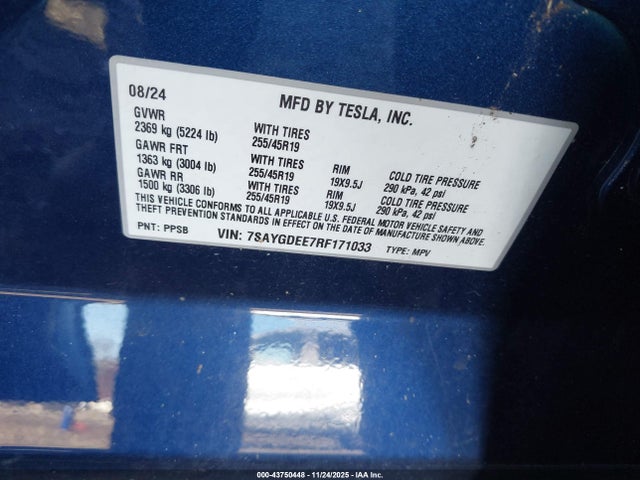 08/24
MFD BY TESLA, INC.
GVWR
2369 kg (5224 lb) WITH TIRES
GAWR FRT 255/45R19
1363 kg (3004 lb) WITH TIRES RIM COLD TIRE PRESSURE
GAWR RR 255/45R19 19X9.5J 290 kPa, 42 psi
1500 kg (3306 lb) WITH TIRES RIM COLD TIRE PRESSURE
255/45R19 19X9.5J 290 kPa, 42 psi
THIS VEHICLE CONFORMS TO ALL APPLICABLE U.S. FEDERAL MOTOR VEHICLE SAFETY AND
THEFT PREVENTION STANDARDS IN EFFECT ON THE DATE OF MANUFACTURE SHOWN ABOVE.
PNT: PPSB VIN: 7SAYGDEE7RF171033 TYPE: MPV
000-43750448 - 11/24/2025 - IAA Inc.